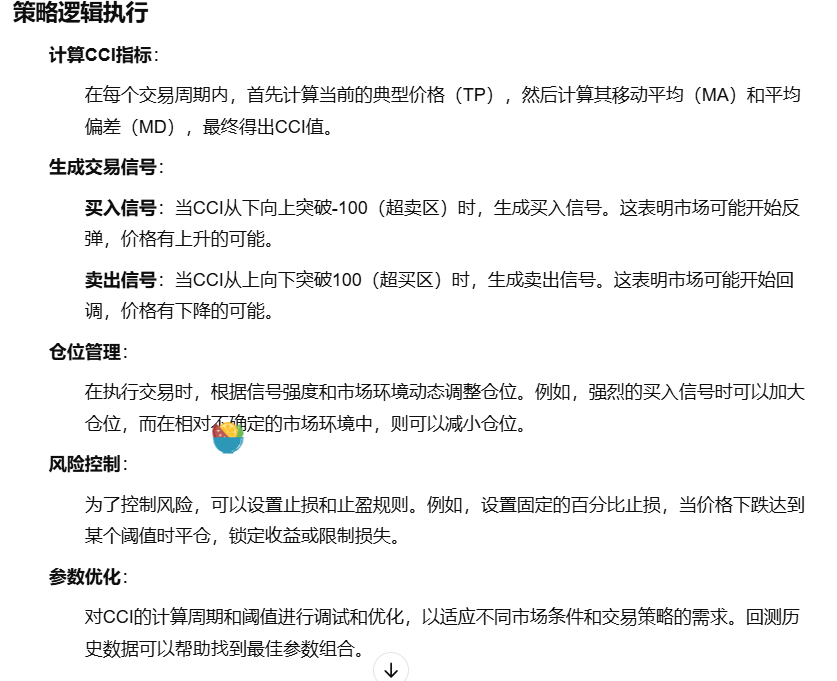 策略逻辑执行
计算CCI指标：
在每个交易周期内，首先计算当前的典型价格（TP），然后计算其移动平均（MA）和平均
偏差（MD），最终得出CCI值。
生成交易信号：
买入信号：当CCI从下向上突破-100（超卖区）时，生成买入信号。这表明市场可能开始反
弹，价格有上升的可能。
卖出信号：当CCI从上向下突破100（超买区）时，生成卖出信号。这表明市场可能开始回
调，价格有下降的可能。
仓位管理：
在执行交易时，根据信号强度和市场环境动态调整仓位。例如，强烈的买入信号时可以加大
仓位，而在相对不确定的市场环境中，则可以减小仓位。
风险控制：
为了控制风险，可以设置止损和止盈规则。例如，设置固定的百分比止损，当价格下跌达到
某个阈值时平仓，锁定收益或限制损失。
参数优化：
对CCI的计算周期和阈值进行调试和优化，以适应不同市场条件和交易策略的需求。回测历
史数据可以帮助找到最佳参数组合。